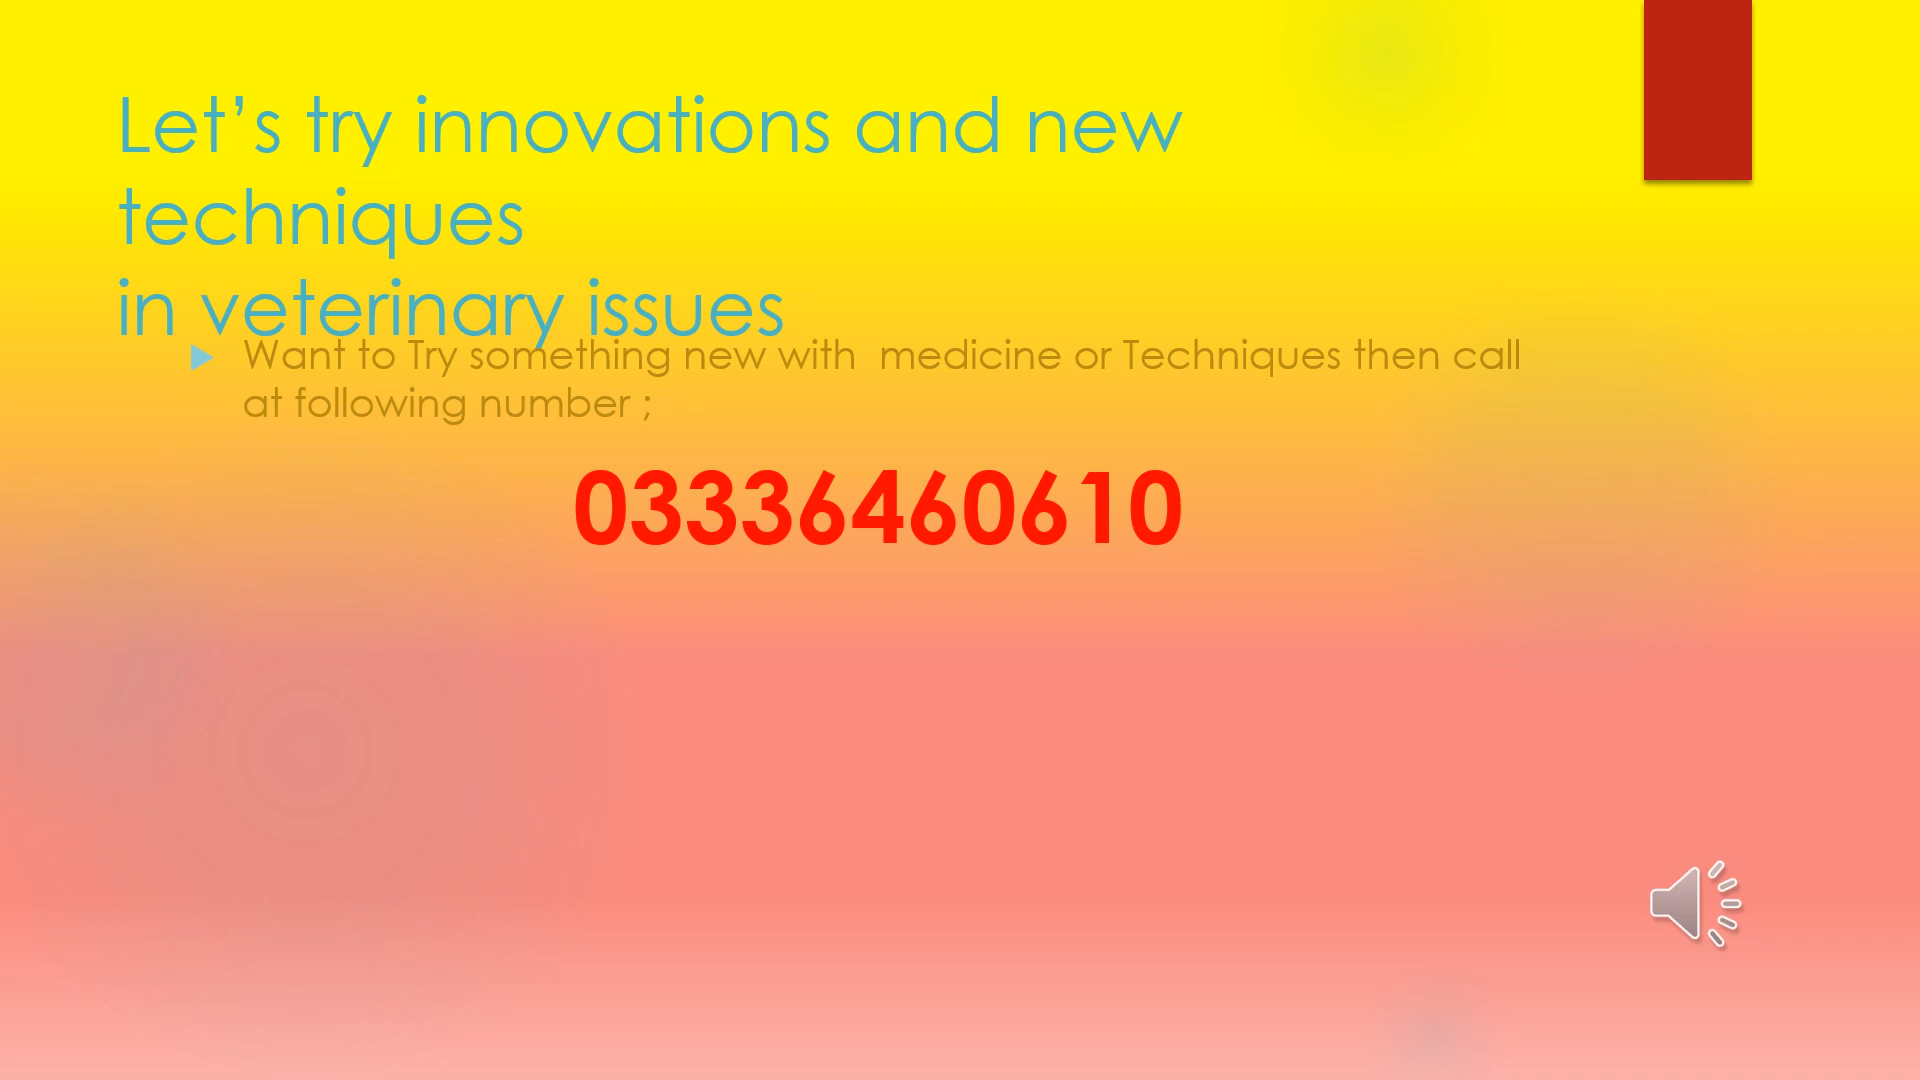 Let’s try innovations and new
techniques
in veterinary issues
Want to Try something new with  medicine or Techniques then call
at following number ;
03336460610